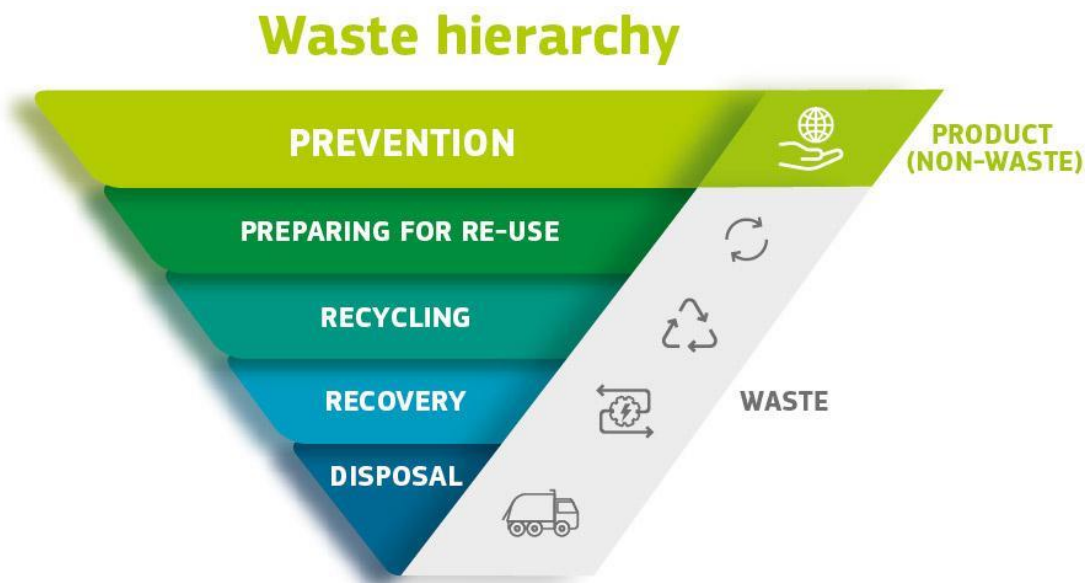 Waste hierarchy
PREVENTION
PRODUCT
(NON-WASTE)
PREPARING FOR RE-USE
RECYCLING
RECOVERY
WASTE
DISPOSAL